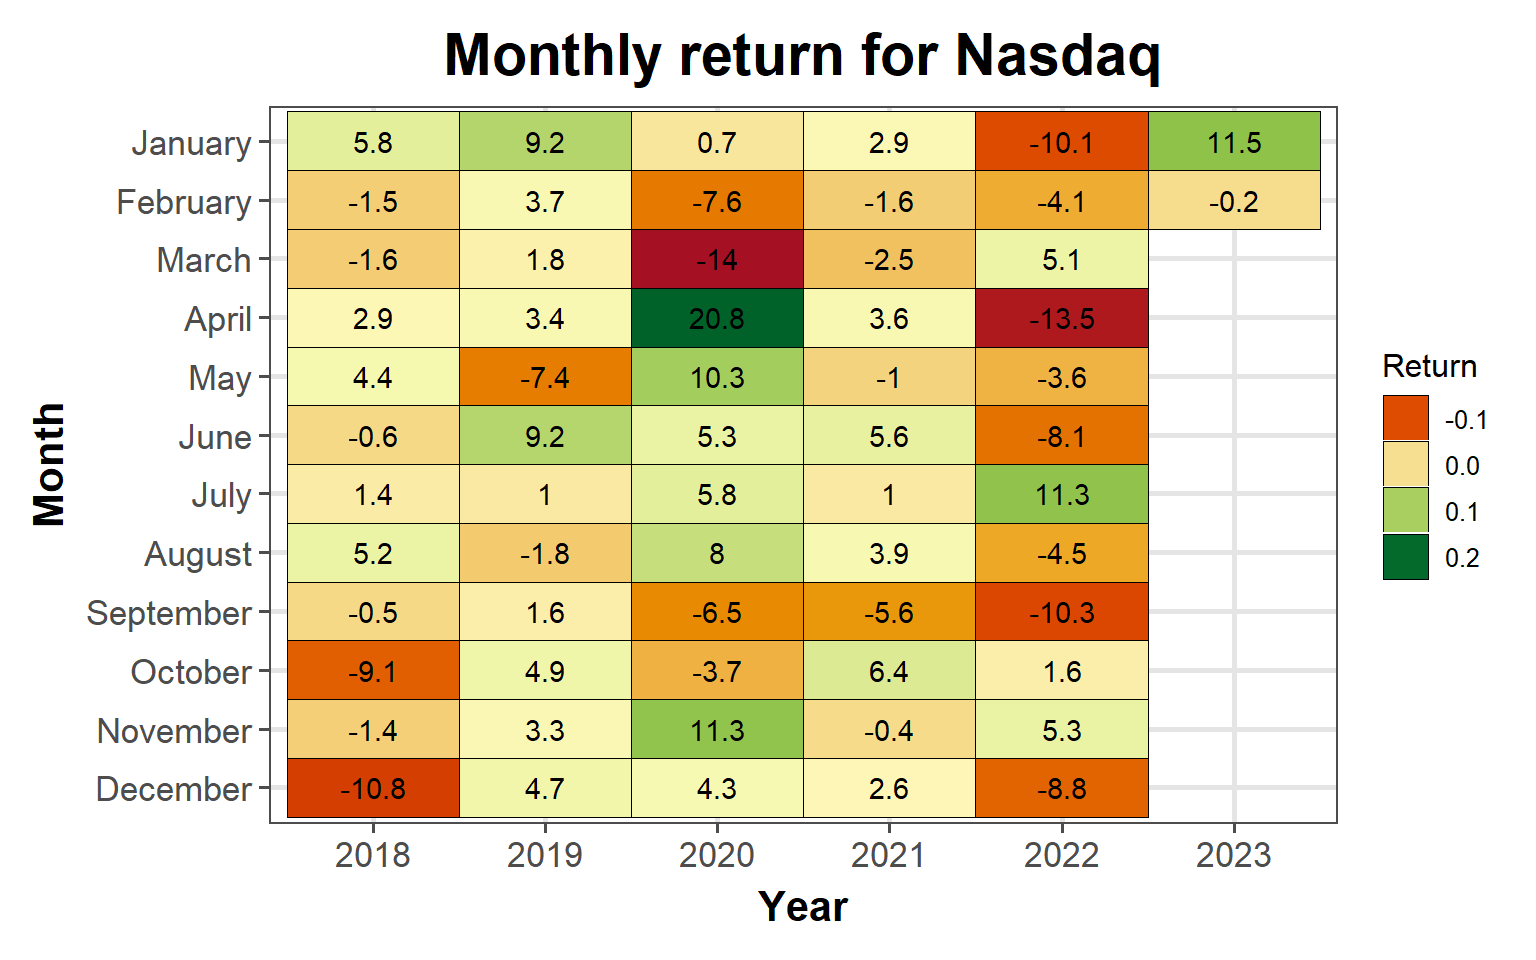 Monthly return for Nasdaq
January 5.8 9.2 0.7 2.9 -10.1 11.5
February -1.5 3.7 -7.6 -1.6 -4.1 -0.2
March -1.6 1.8 -14 -2.5 5.1
April 2.9 3.4 20.8 3.6 -13.5
May 4.4 -7.4 10.3 -1 -3.6
June -0.6 9.2 5.3 5.6 -8.1
July 1.4 1 5.8 1 11.3
August 5.2 -1.8 8 3.9 -4.5
September -0.5 1.6 -6.5 -5.6 -10.3
October -9.1 4.9 -3.7 6.4 1.6
November -1.4 3.3 11.3 -0.4 5.3
December -10.8 4.7 4.3 2.6 -8.8
2018 2019 2020 2021 2022 2023
Year
Month
Return
-0.1
0.0
0.1
0.2